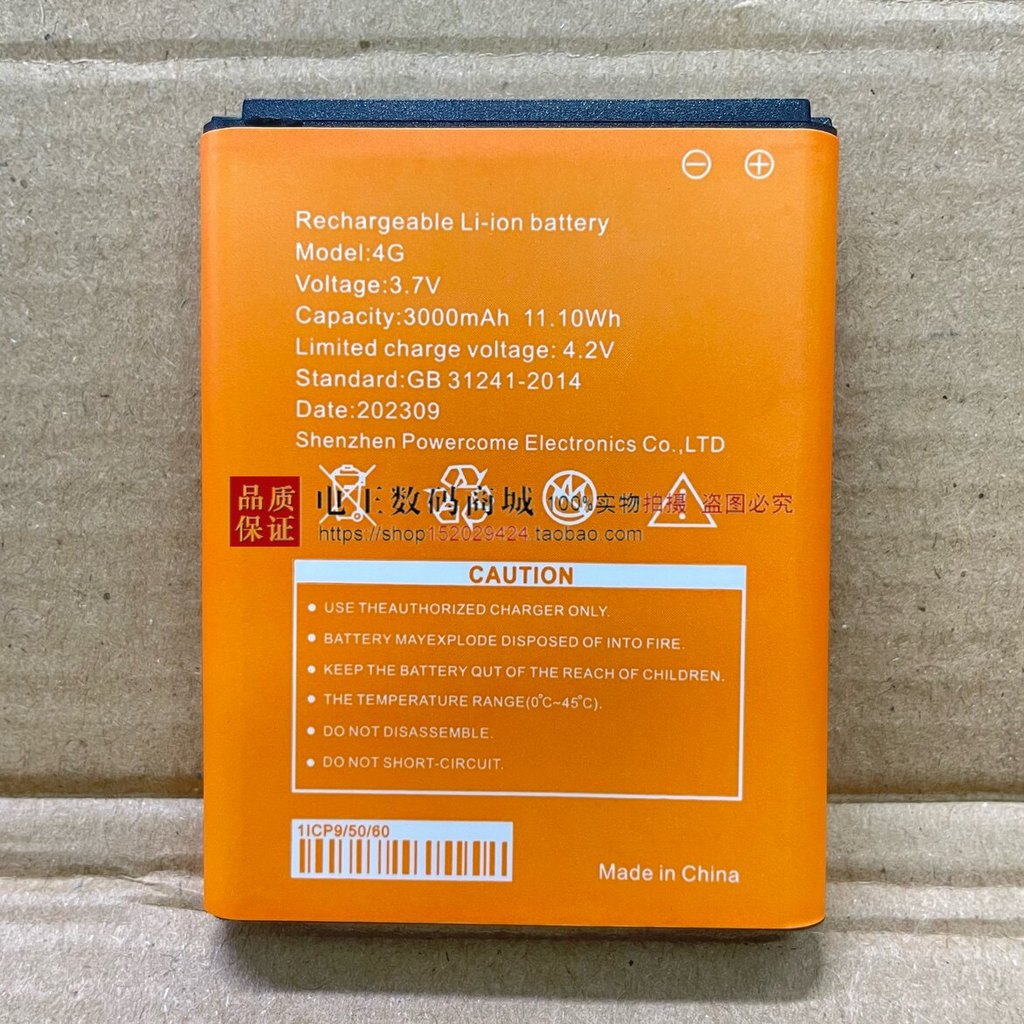 ⊖ ⊕
Rechargeable Li-ion battery
Model:4G
Voltage:3.7V
Capacity:3000mAh 11.10Wh
Limited charge voltage: 4.2V
Standard:GB 31241-2014
Date:202309
Shenzhen Powercome Electronics Co.,LTD
品质
保证
电王数码商城 100%实物拍摄 盗图必究
https://shop152029424.taobao.com
CAUTION
● USE THEAUTHORIZED CHARGER ONLY.
● BATTERY MAYEXPLODE DISPOSED OF INTO FIRE.
● KEEP THE BATTERY QUT OF THE REACH OF CHILDREN.
● THE TEMPERATURE RANGE(0°C~45°C).
● DO NOT DISASSEMBLE.
● DO NOT SHORT-CIRCUIT.
1ICP9/50/60
Made in China